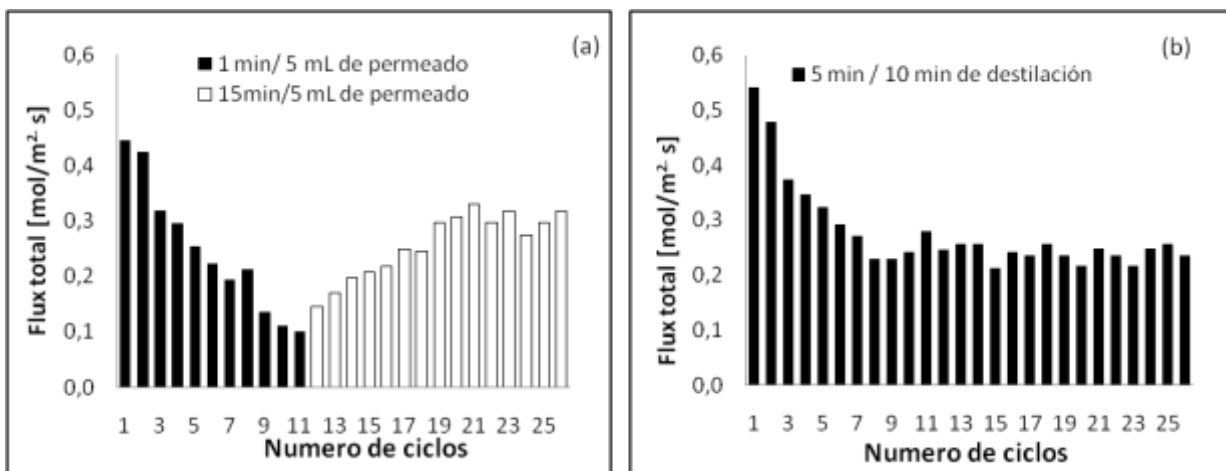 (a)
1 min/ 5 mL de permeado
15min/5 mL de permeado
Flux total [mol/m². s]
0,6
0,5
0,4
0,3
0,2
0,1
0,0
1 3 5 7 9 11 13 15 17 19 21 23 25
Numero de ciclos
(b)
5 min / 10 min de destilación
Flux total [mol/m². s]
0,6
0,5
0,4
0,3
0,2
0,1
0,0
1 3 5 7 9 11 13 15 17 19 21 23 25
Numero de ciclos